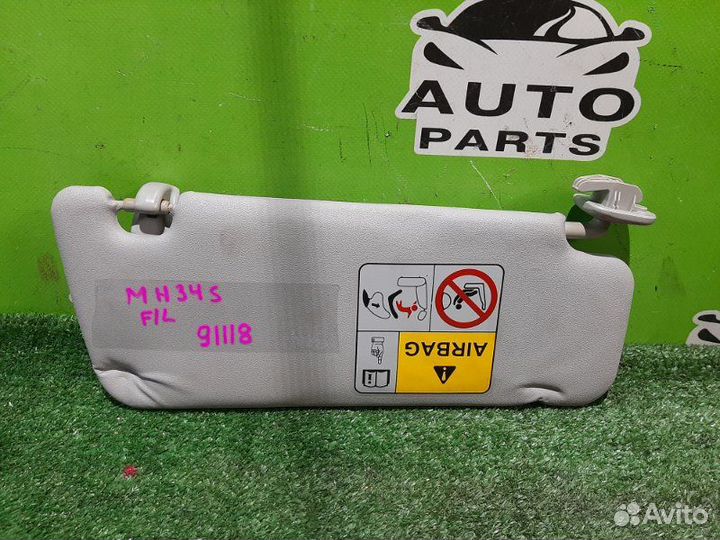 AUTO
PARTS
MH34S
F/L
91118
AIRBAG
Avito